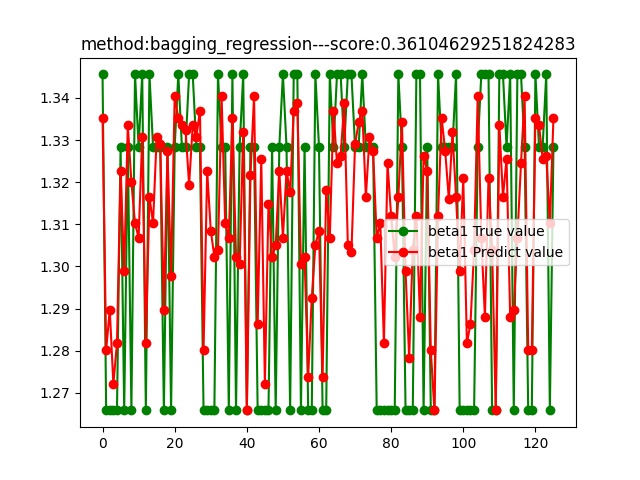 method:bagging_regression---score:0.36104629251824283
1.34
1.33
1.32
1.31
1.30
1.29
1.28
1.27
beta1 True value
beta1 Predict value
0 20 40 60 80 100 120